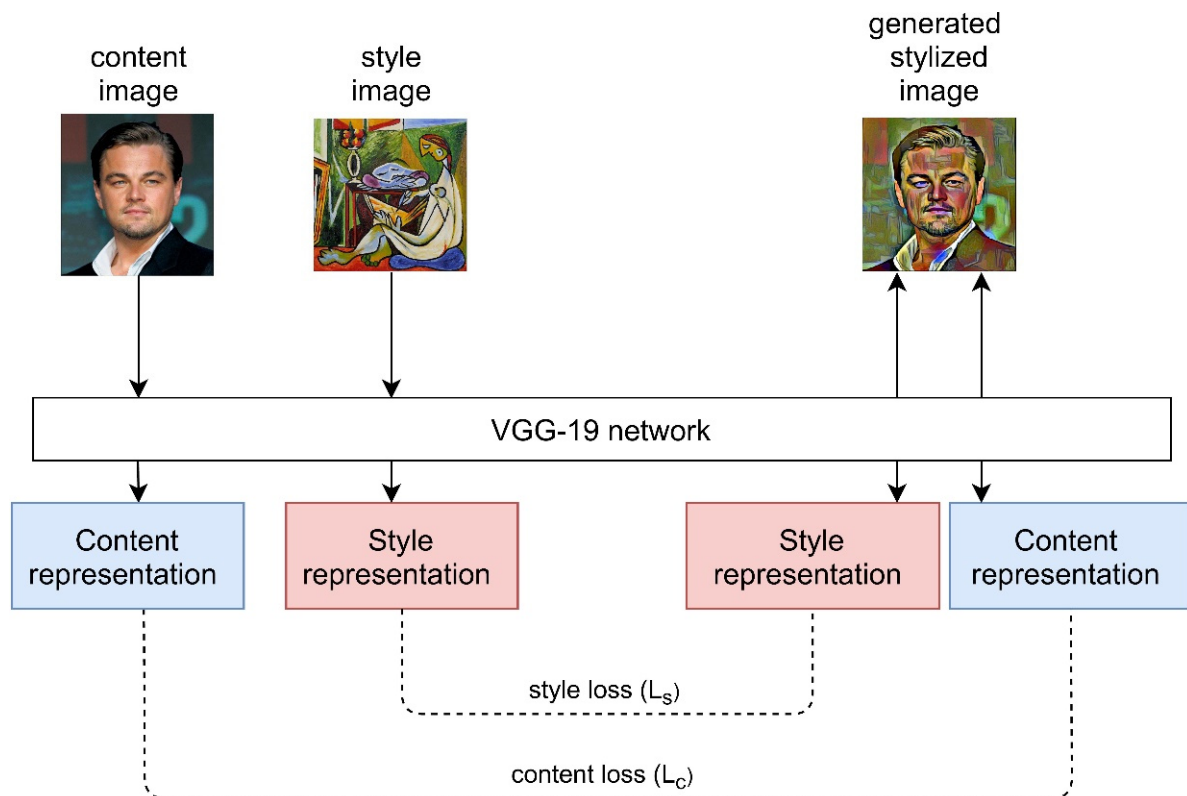 content
image
style
image
generated
stylized
image
VGG-19 network
Content
representation
Style
representation
Style
representation
Content
representation
style loss (Ls)
content loss (Lc)